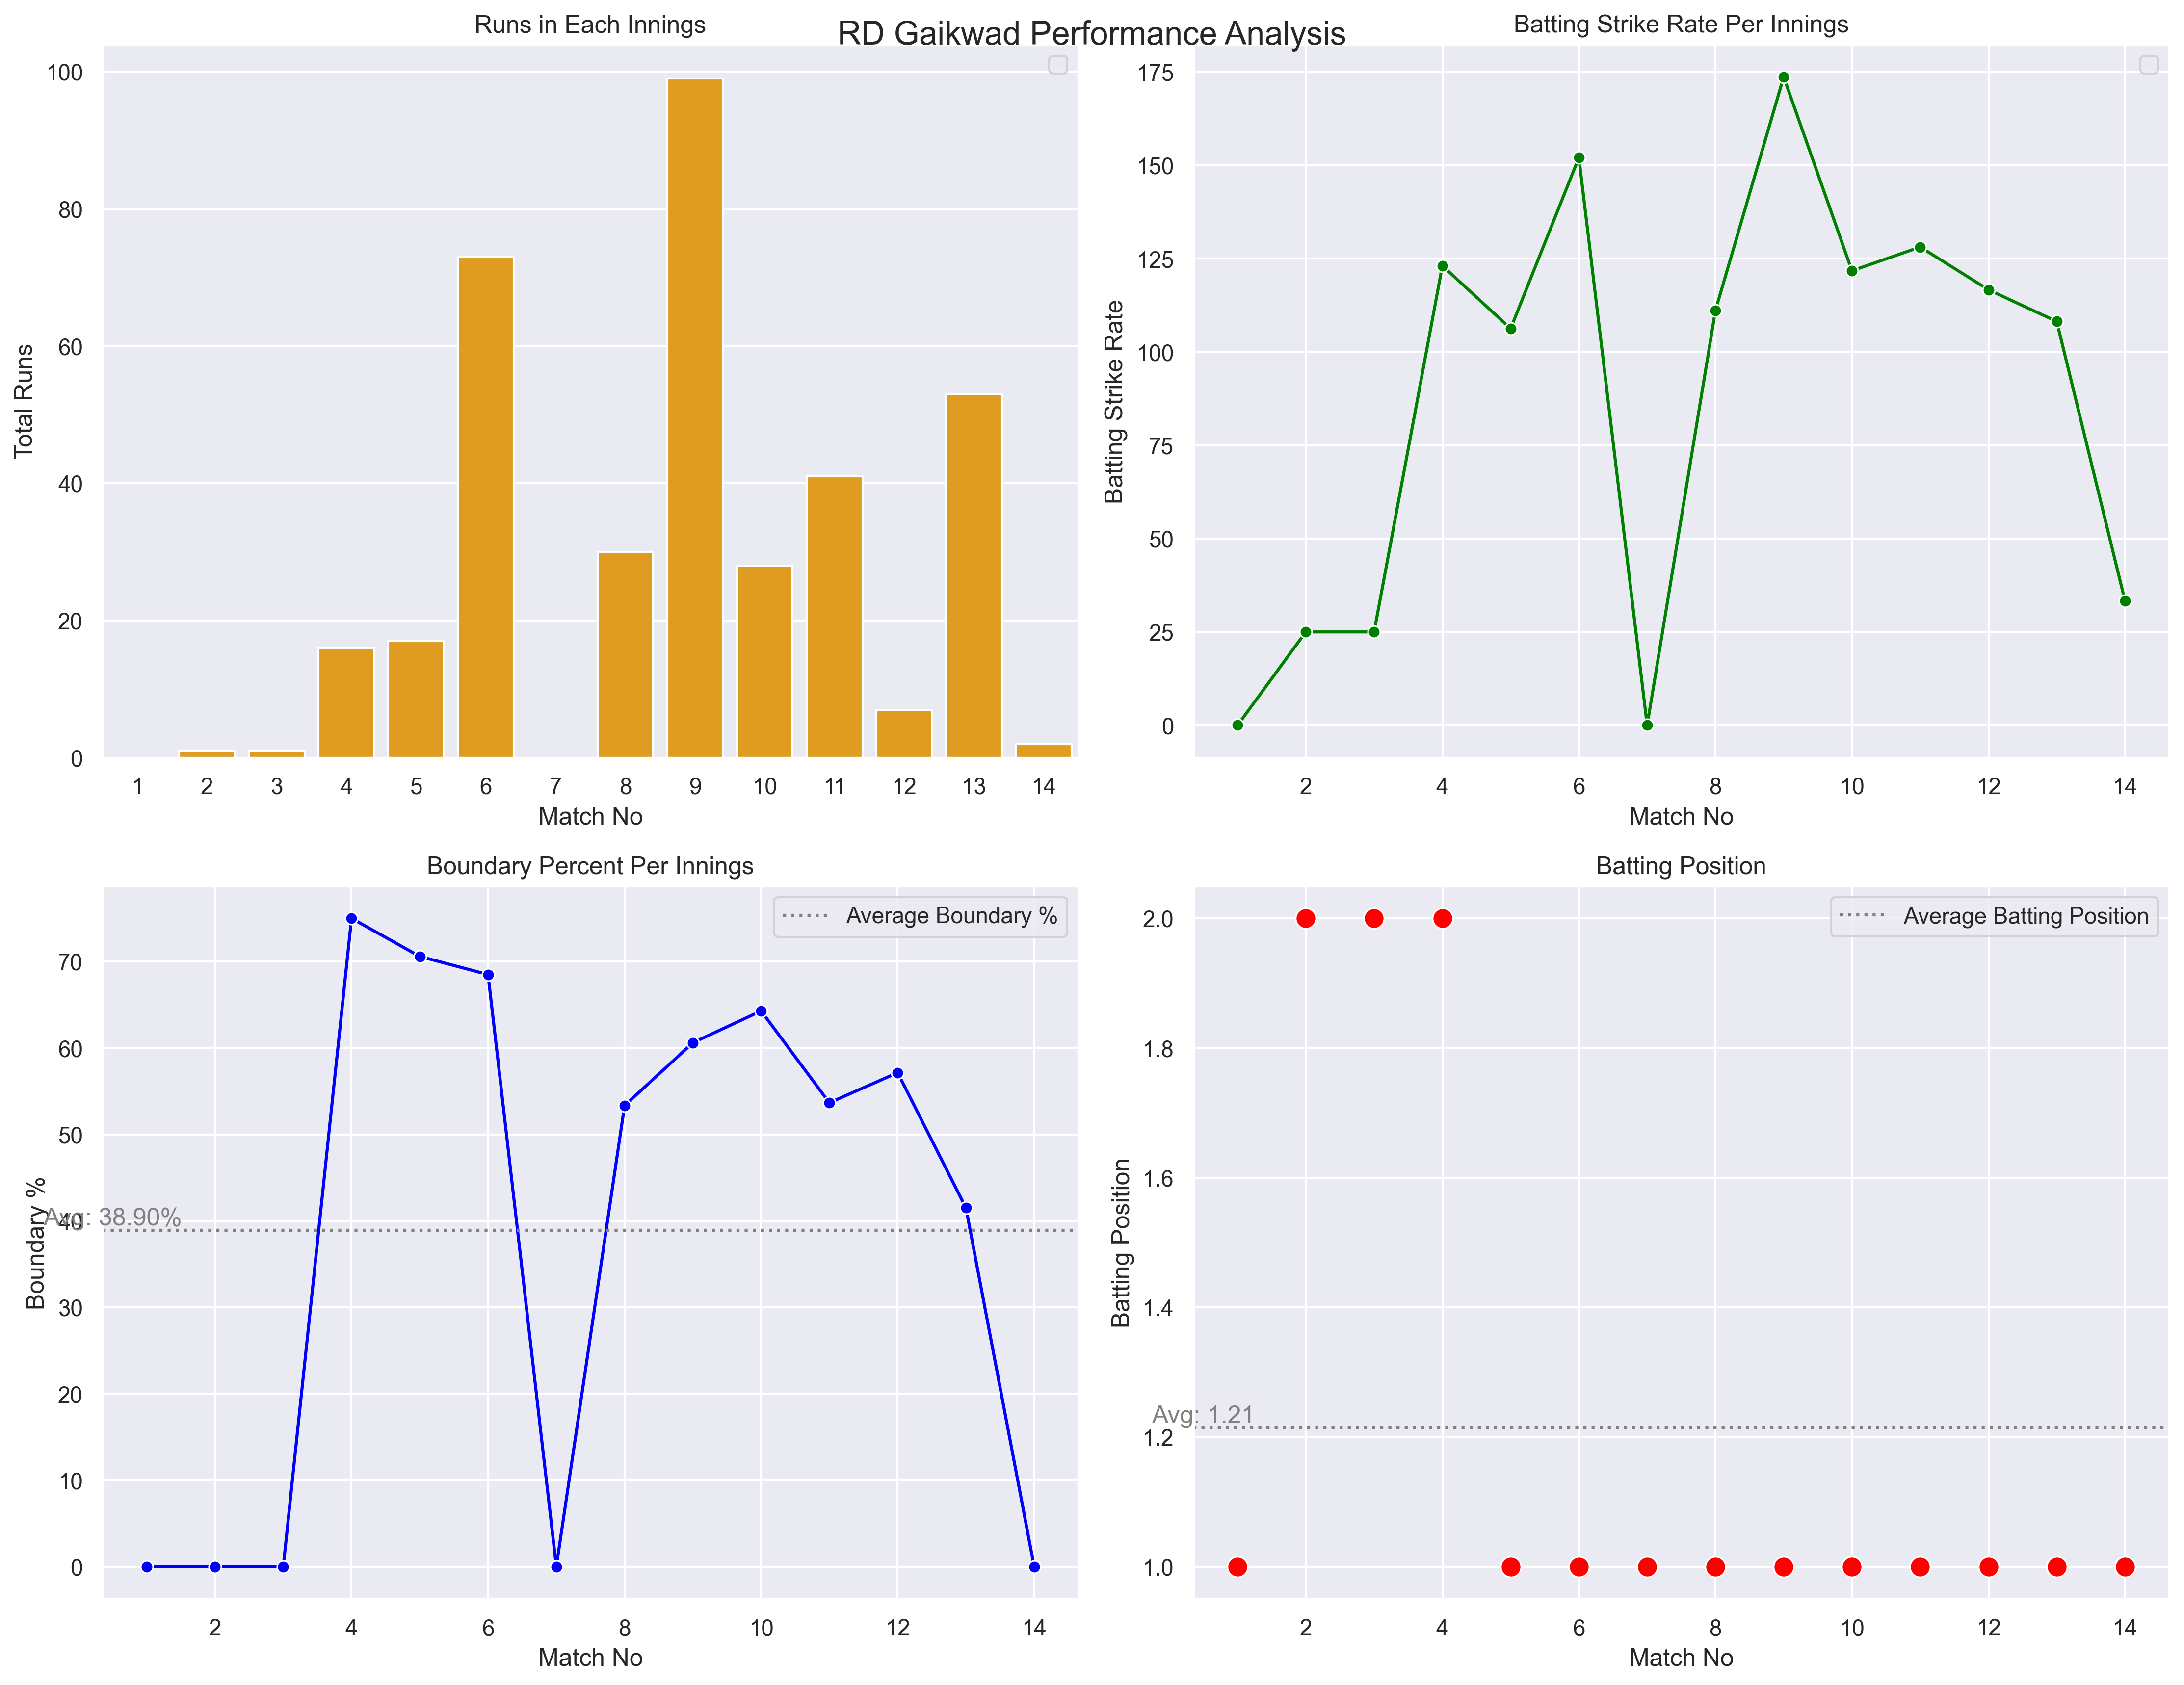 RD Gaikwad Performance Analysis
Runs in Each Innings
Total Runs
100
80
60
40
20
0
1 2 3 4 5 6 7 8 9 10 11 12 13 14
Match No
Batting Strike Rate Per Innings
Batting Strike Rate
175
150
125
100
75
50
25
0
2 4 6 8 10 12 14
Match No
Boundary Percent Per Innings
Average Boundary %
Boundary %
70
60
50
40
Avg: 38.90%
30
20
10
0
2 4 6 8 10 12 14
Match No
Batting Position
Average Batting Position
Batting Position
2.0
1.8
1.6
1.4
Avg: 1.21
1.2
1.0
2 4 6 8 10 12 14
Match No